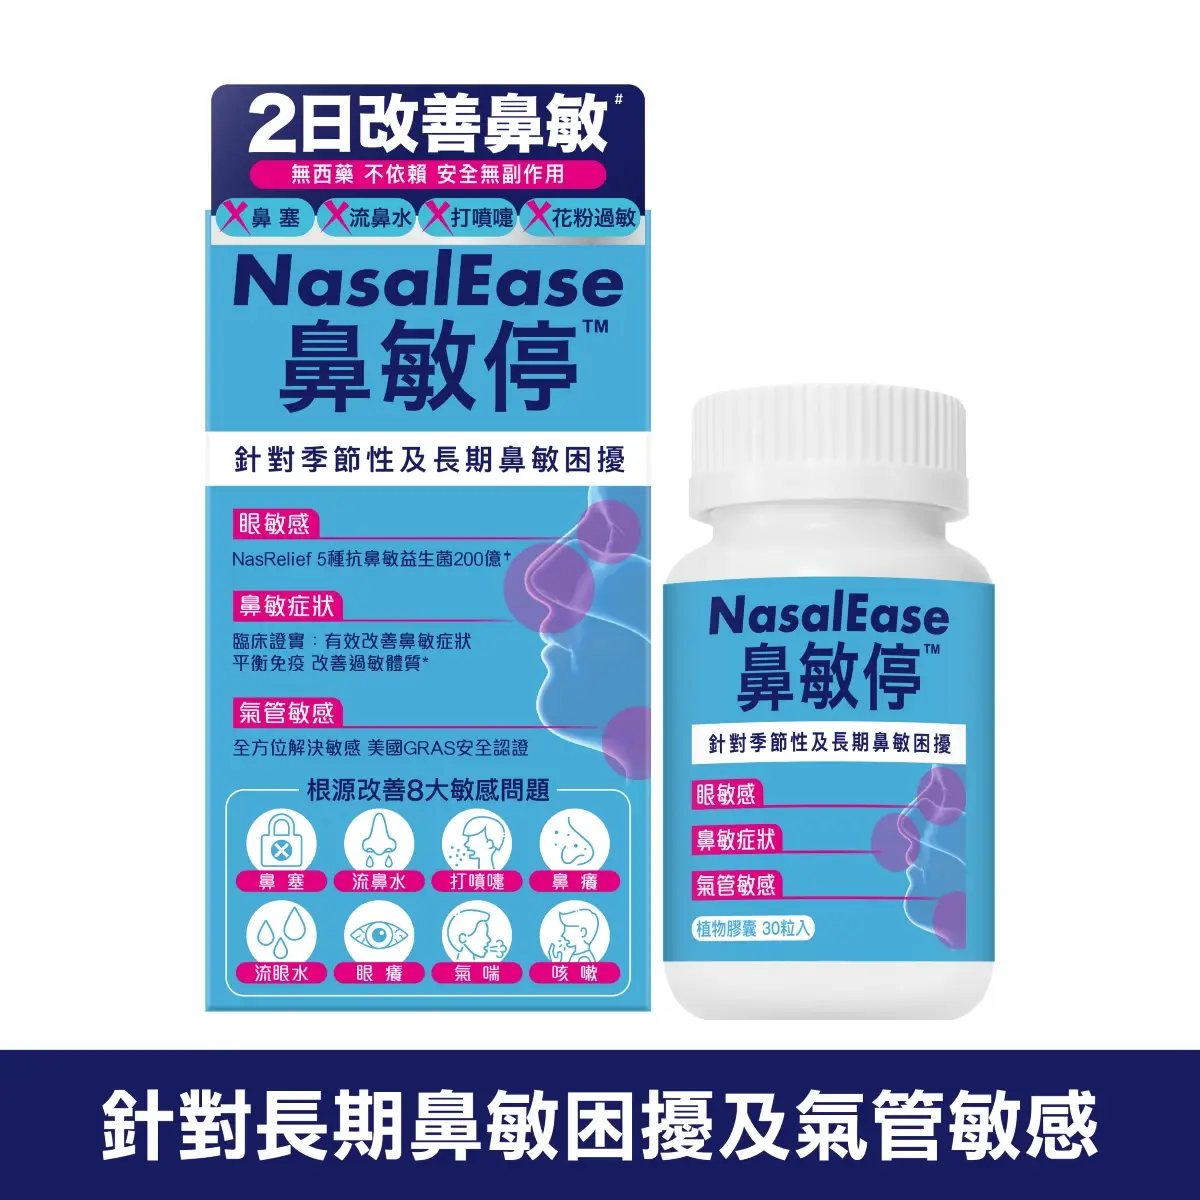 2日改善鼻敏#
無西藥 不依賴 安全無副作用
鼻塞 流鼻水 打噴嚏 花粉過敏
NasalEase
鼻敏停™
針對季節性及長期鼻敏困擾
眼敏感
NasRelief 5種抗鼻敏益生菌200億†
鼻敏症狀
臨床證實：有效改善鼻敏症狀
平衡免疫 改善過敏體質*
氣管敏感
全方位解決敏感 美國GRAS安全認證
根源改善8大敏感問題
鼻塞 流鼻水 打噴嚏 鼻癢
流眼水 眼癢 氣喘 咳嗽
NasalEase
鼻敏停™
針對季節性及長期鼻敏困擾
眼敏感
鼻敏症狀
氣管敏感
植物膠囊 30粒入
針對長期鼻敏困擾及氣管敏感